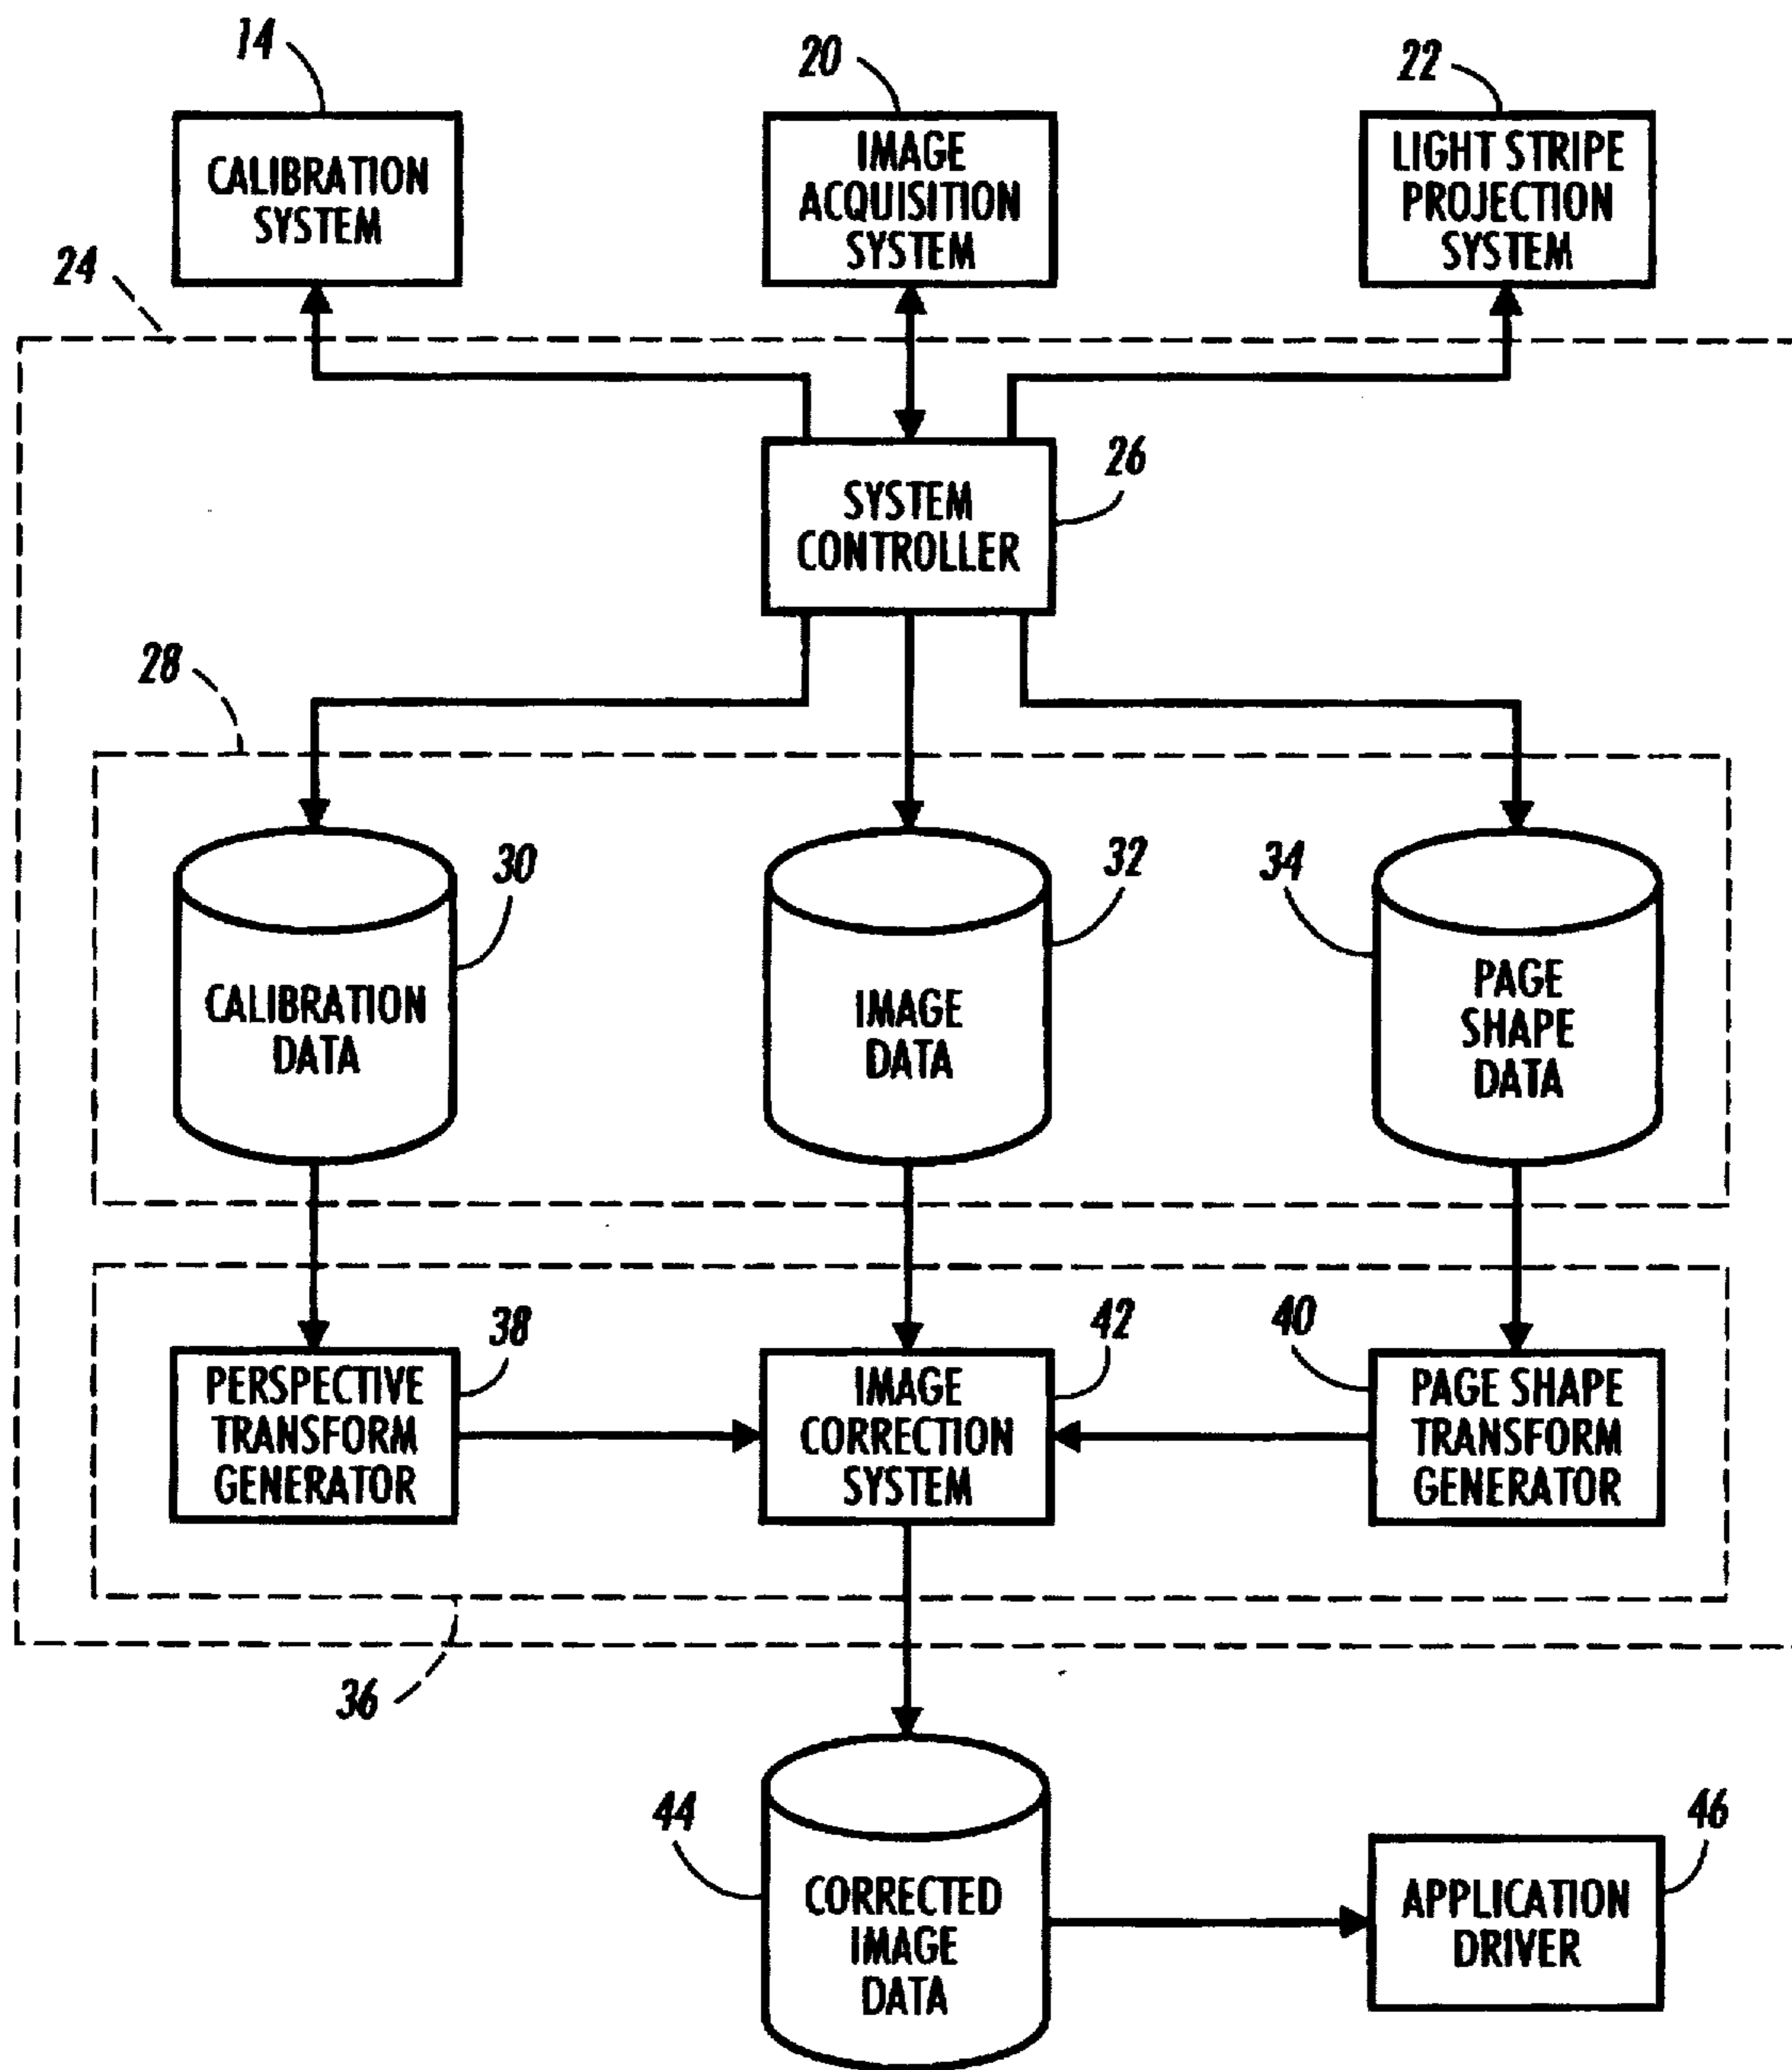 14
20
22
CALIBRATION
SYSTEM
IMAGE
ACQUISITION
SYSTEM
LIGHT STRIPE
PROJECTION
SYSTEM
24
26
SYSTEM
CONTROLLER
28
30
32
34
CALIBRATION
DATA
IMAGE
DATA
PAGE
SHAPE
DATA
38
42
40
PERSPECTIVE
TRANSFORM
GENERATOR
IMAGE
CORRECTION
SYSTEM
PAGE SHAPE
TRANSFORM
GENERATOR
36
44
46
CORRECTED
IMAGE
DATA
APPLICATION
DRIVER